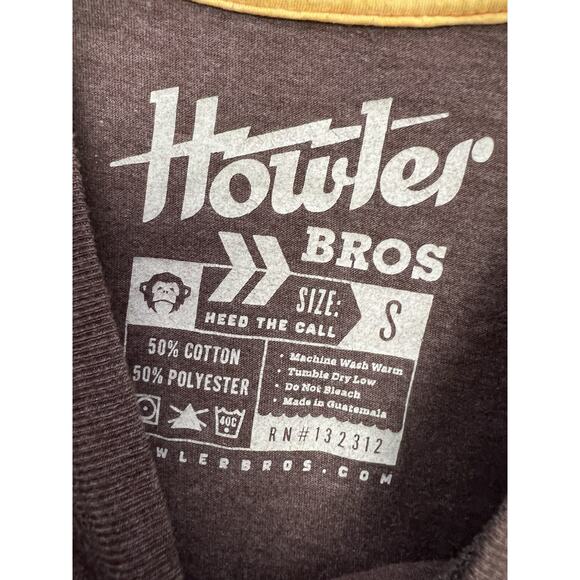 Howler
BROS
SIZE: S
HEED THE CALL
50% COTTON
50% POLYESTER
• Machine Wash Warm
• Tumble Dry Low
• Do Not Bleach
• Made in Guatemala
40C
RN#132312
WLERBROS.COM